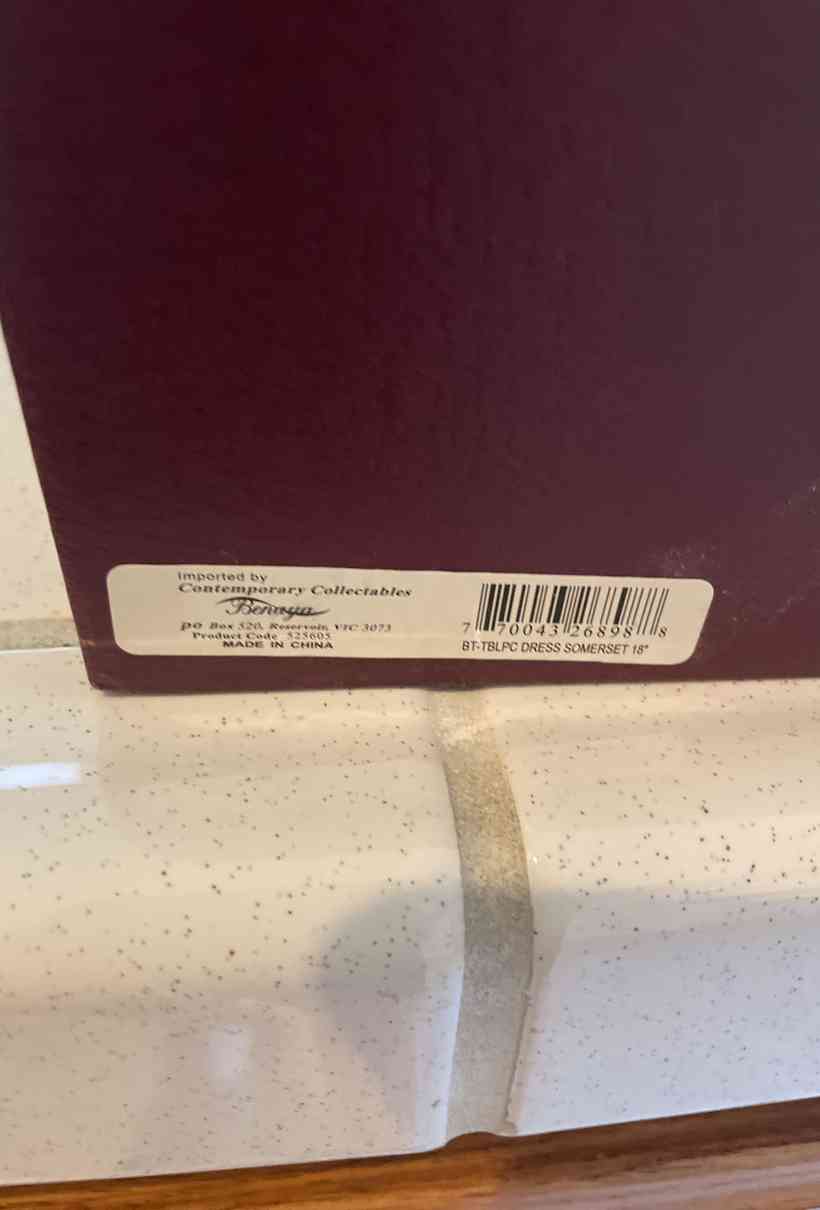 Imported by
Contemporary Collectables
Benaya
po Box 520, Reservoir, VIC 3073
Product Code 525605
MADE IN CHINA
7 70043 26898 8
BT-TBLPC DRESS SOMERSET 18"